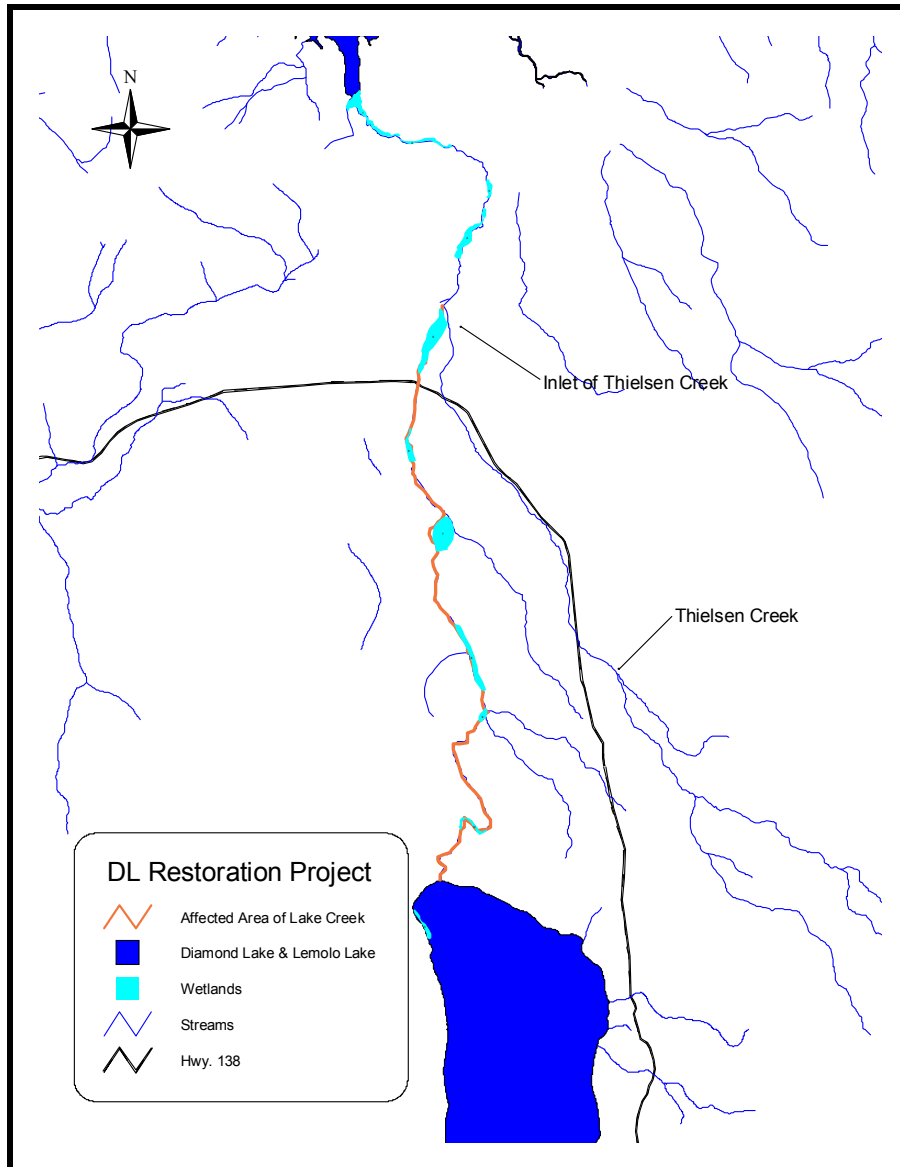 N
Inlet of Thielsen Creek
Thielsen Creek
DL Restoration Project
Affected Area of Lake Creek
Diamond Lake & Lemolo Lake
Wetlands
Streams
Hwy. 138